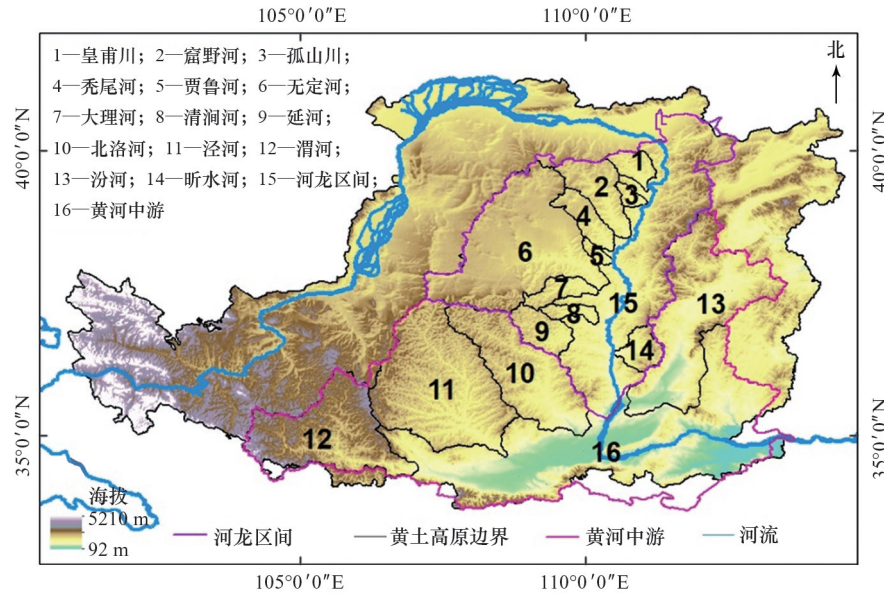 105°0′0″E 110°0′0″E
1—皇甫川；2—窟野河；3—孤山川；
4—秃尾河；5—贾鲁河；6—无定河；
7—大理河；8—清涧河；9—延河；
10—北洛河；11—泾河；12—渭河；
13—汾河；14—昕水河；15—河龙区间；
16—黄河中游
北
40°0′0″N
40°0′0″N
1
2
3
4
5
6
7
8
9
10
11
12
13
14
15
16
35°0′0″N
35°0′0″N
海拔
5210 m
92 m
河龙区间 黄土高原边界 黄河中游 河流
105°0′0″E 110°0′0″E